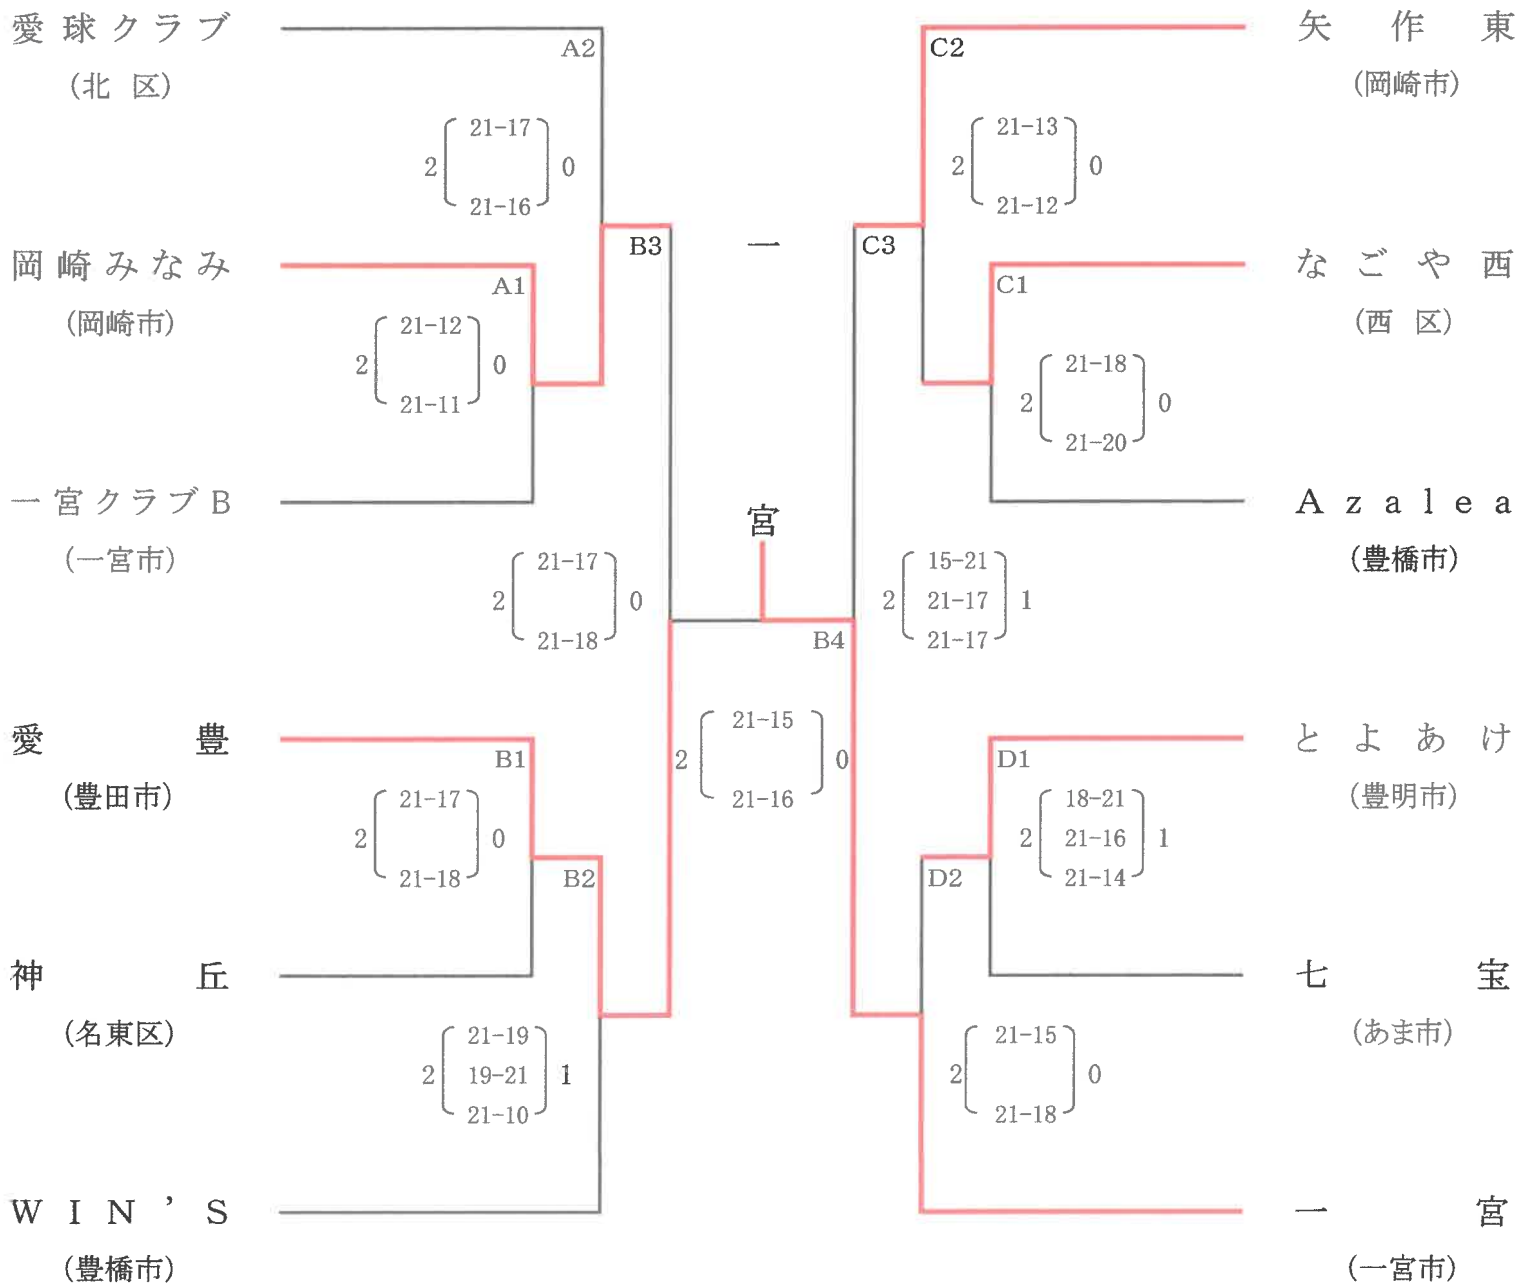 愛球クラブ
(北 区)
A2
2 21-17 0
21-16
岡崎みなみ
(岡崎市)
A1
2 21-12 0
21-11
B3
一宮クラブB
(一宮市)
2 21-17 0
21-18
愛豊
(豊田市)
B1
2 21-17 0
21-18
B2
神丘
(名東区)
2 21-19 1
19-21
21-10
WIN'S
(豊橋市)
一
宮
B4
2 21-15 0
21-16
矢作東
(岡崎市)
C2
2 21-13 0
21-12
C3
なごや西
(西 区)
C1
2 21-18 0
21-20
Azalea
(豊橋市)
2 15-21 1
21-17
21-17
とよあけ
(豊明市)
D1
2 18-21 1
21-16
21-14
D2
七宝
(あま市)
2 21-15 0
21-18
一宮
(一宮市)